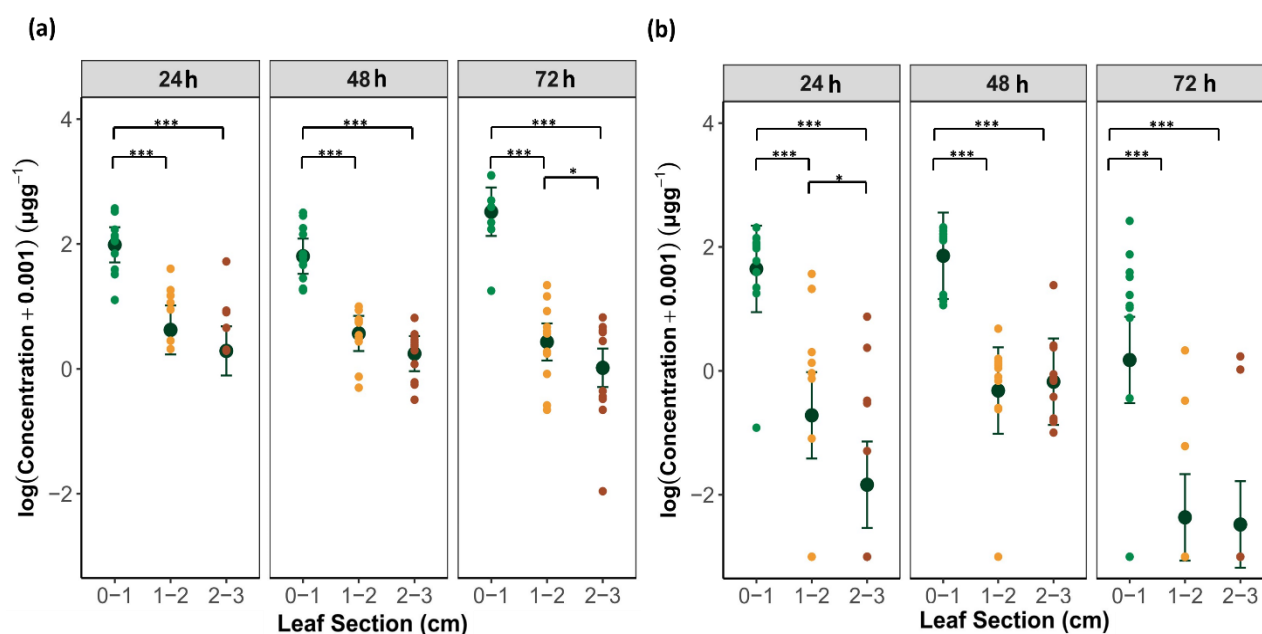 (a)
24 h 48 h 72 h
log(Concentration + 0.001) (µgg⁻¹)
4
2
0
−2
*** *** ***
*** *** ***
*
0−1 1−2 2−3 0−1 1−2 2−3 0−1 1−2 2−3
Leaf Section (cm)
(b)
24 h 48 h 72 h
log(Concentration + 0.001) (µgg⁻¹)
4
2
0
−2
*** *** ***
*** *** ***
*
0−1 1−2 2−3 0−1 1−2 2−3 0−1 1−2 2−3
Leaf Section (cm)